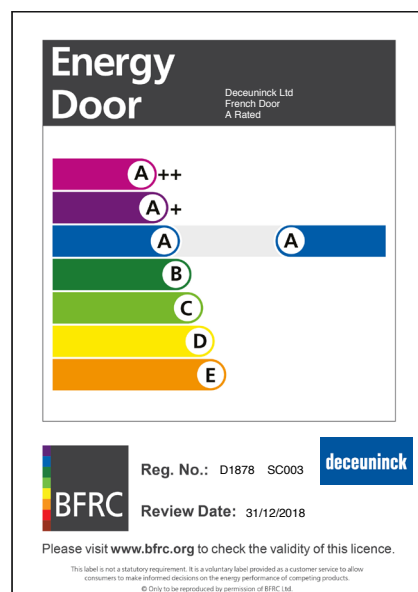 Energy
Door
Deceuninck Ltd
French Door
A Rated
A++
A+
A A
B
C
D
E
deceuninck
Reg. No.: D1878 SC003
BFRC
Review Date: 31/12/2018
Please visit www.bfrc.org to check the validity of this licence.
This label is not a statutory requirement. It is a voluntary label provided as a customer service to allow
consumers to make informed decisions on the energy performance of competing products.
© Only to be reproduced by permission of BFRC Ltd.